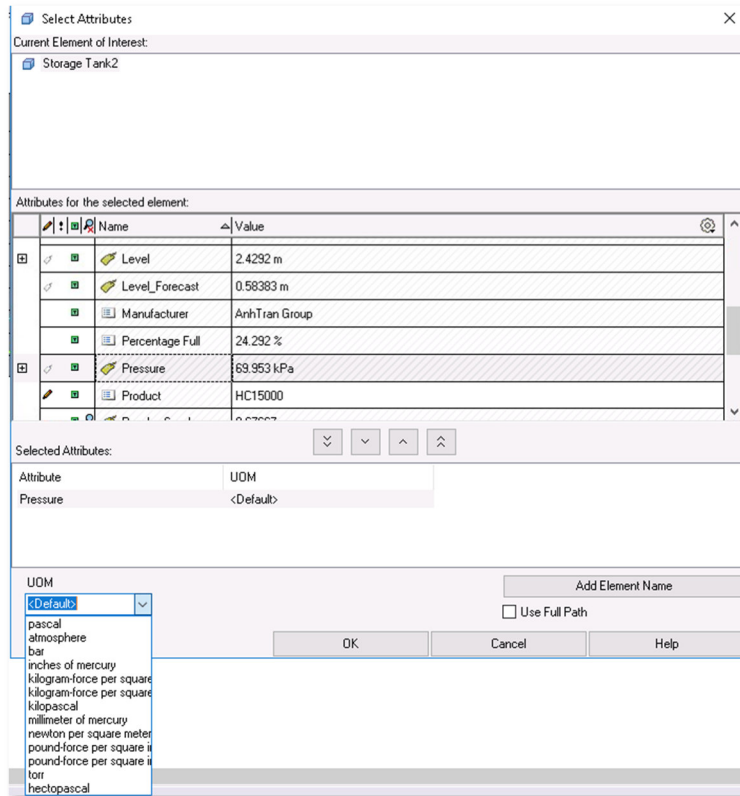 Select Attributes
Current Element of Interest:
Storage Tank2
Attributes for the selected element:
Name Value
Level 2.4292 m
Level_Forecast 0.58383 m
Manufacturer AnhTran Group
Percentage Full 24.292 %
Pressure 69.953 kPa
Product HC15000
Selected Attributes:
Attribute UOM
Pressure <Default>
UOM
Add Element Name
<Default>
Use Full Path
OK Cancel Help
pascal
atmosphere
bar
inches of mercury
kilogram-force per square
kilogram-force per square
kilopascal
millimeter of mercury
newton per square meter
pound-force per square i
pound-force per square i
torr
hectopascal